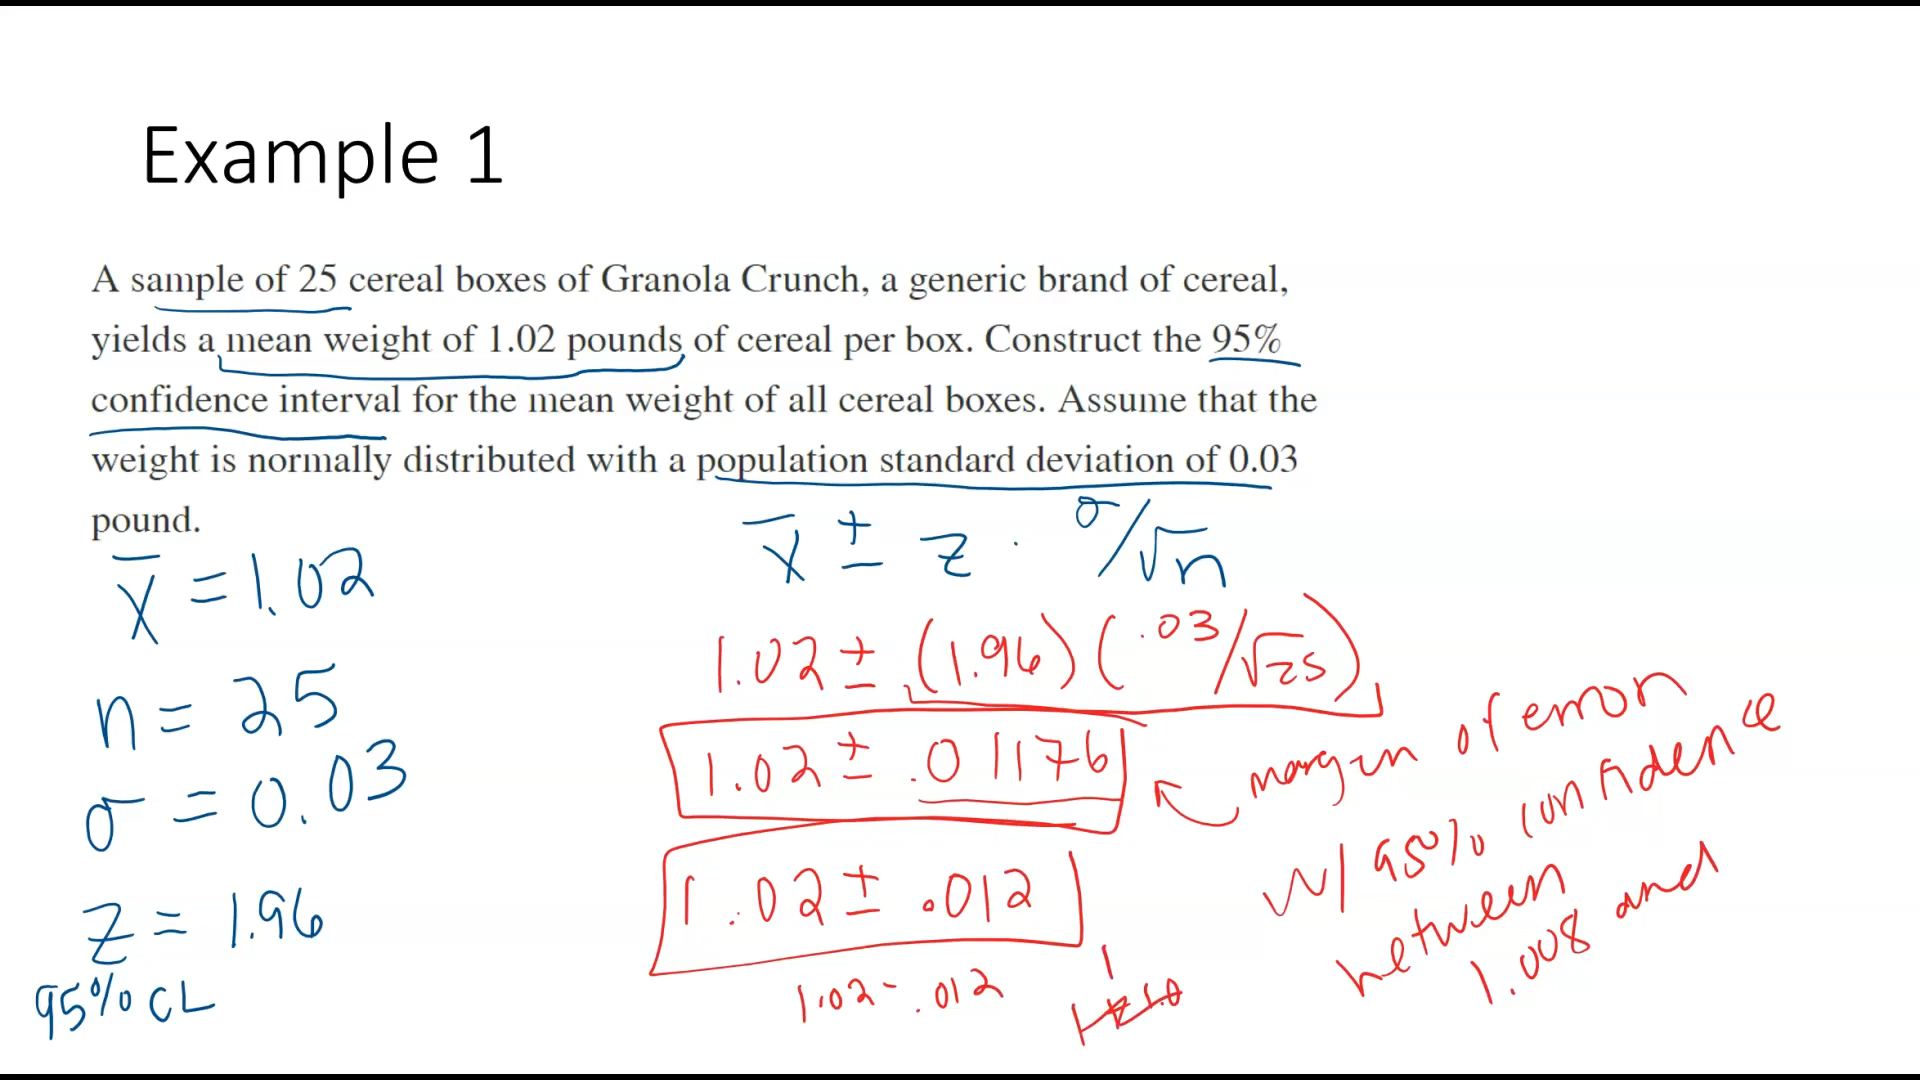 Example 1
A sample of 25 cereal boxes of Granola Crunch, a generic brand of cereal,
yields a mean weight of 1.02 pounds of cereal per box. Construct the 95%
confidence interval for the mean weight of all cereal boxes. Assume that the
weight is normally distributed with a population standard deviation of 0.03
pound.
x̄ = 1.02
n = 25
σ = 0.03
z = 1.96
95% CL
x̄ ± z · σ/√n
1.02 ± (1.96)(.03/√25)
1.02 ± .01176
1.02 ± .012
1.02 - .012
1
margin of error
w/ 95% confidence
between
1.008 and